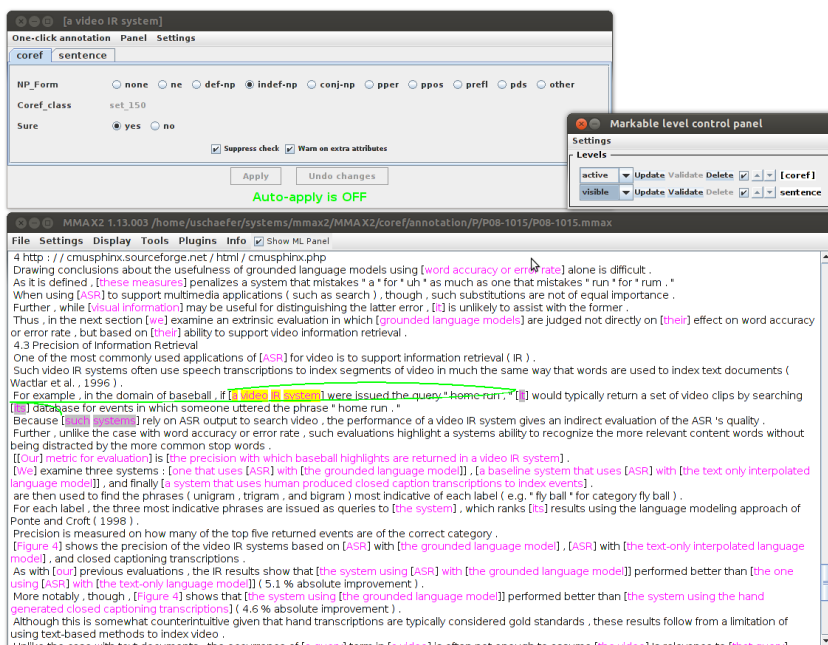 [a video IR system]
One-click annotation Panel Settings
coref sentence
NP_Form none ne def-np indef-np conj-np pper ppos prefl pds other
Coref_class set_150
Sure yes no
Suppress check Warn on extra attributes
Apply Undo changes
Auto-apply is OFF
Markable level control panel
Settings
Levels
active Update Validate Delete [coref]
visible Update Validate Delete sentence
MMAX2 1.13.003 /home/uschaefer/systems/mmax2/MMAX2/coref/annotation/P/P08-1015/P08-1015.mmax
File Settings Display Tools Plugins Info Show ML Panel
4 http : / / cmusphinx.sourceforge.net / html / cmusphinx.php
Drawing conclusions about the usefulness of grounded language models using [word accuracy or error rate] alone is difficult .
As it is defined , [these measures] penalizes a system that mistakes " a " for " uh " as much as one that mistakes " run " for " rum . "
When using [ASR] to support multimedia applications ( such as search ) , though , such substitutions are not of equal importance .
Further , while [visual information] may be useful for distinguishing the latter error , [it] is unlikely to assist with the former .
Thus , in the next section [we] examine an extrinsic evaluation in which [grounded language models] are judged not directly on [their] effect on word accuracy
or error rate , but based on [their] ability to support video information retrieval .
4.3 Precision of Information Retrieval
One of the most commonly used applications of [ASR] for video is to support information retrieval ( IR ) .
Such video IR systems often use speech transcriptions to index segments of video in much the same way that words are used to index text documents (
Wactlar et al. , 1996 ) .
For example , in the domain of baseball , if [a video IR system] were issued the query " home run , " [it] would typically return a set of video clips by searching
[its] database for events in which someone uttered the phrase " home run . "
Because [such systems] rely on ASR output to search video , the performance of a video IR system gives an indirect evaluation of the ASR 's quality .
Further , unlike the case with word accuracy or error rate , such evaluations highlight a systems ability to recognize the more relevant content words without
being distracted by the more common stop words .
[[Our] metric for evaluation] is [the precision with which baseball highlights are returned in a video IR system] .
[We] examine three systems : [one that uses [ASR] with [the grounded language model]] , [a baseline system that uses [ASR] with [the text only interpolated
language model]] , and finally [a system that uses human produced closed caption transcriptions to index events] .
are then used to find the phrases ( unigram , trigram , and bigram ) most indicative of each label ( e.g. " fly ball " for category fly ball ) .
For each label , the three most indicative phrases are issued as queries to [the system] , which ranks [its] results using the language modeling approach of
Ponte and Croft ( 1998 ) .
Precision is measured on how many of the top five returned events are of the correct category .
[Figure 4] shows the precision of the video IR systems based on [ASR] with [the grounded language model] , [ASR] with [the text-only interpolated language
model] , and closed captioning transcriptions .
As with [our] previous evaluations , the IR results show that [the system using [ASR] with [the grounded language model]] performed better than [the one
using [ASR] with [the text-only language model]] ( 5.1 % absolute improvement ) .
More notably , though , [Figure 4] shows that [the system using [the grounded language model]] performed better than [the system using the hand
generated closed captioning transcriptions] ( 4.6 % absolute improvement ) .
Although this is somewhat counterintuitive given that hand transcriptions are typically considered gold standards , these results follow from a limitation of
using text-based methods to index video .
Unlike the case with text documents , the occurrence of [a query] term in [a video] is often not enough to assume [the video] 's relevance to [that query]